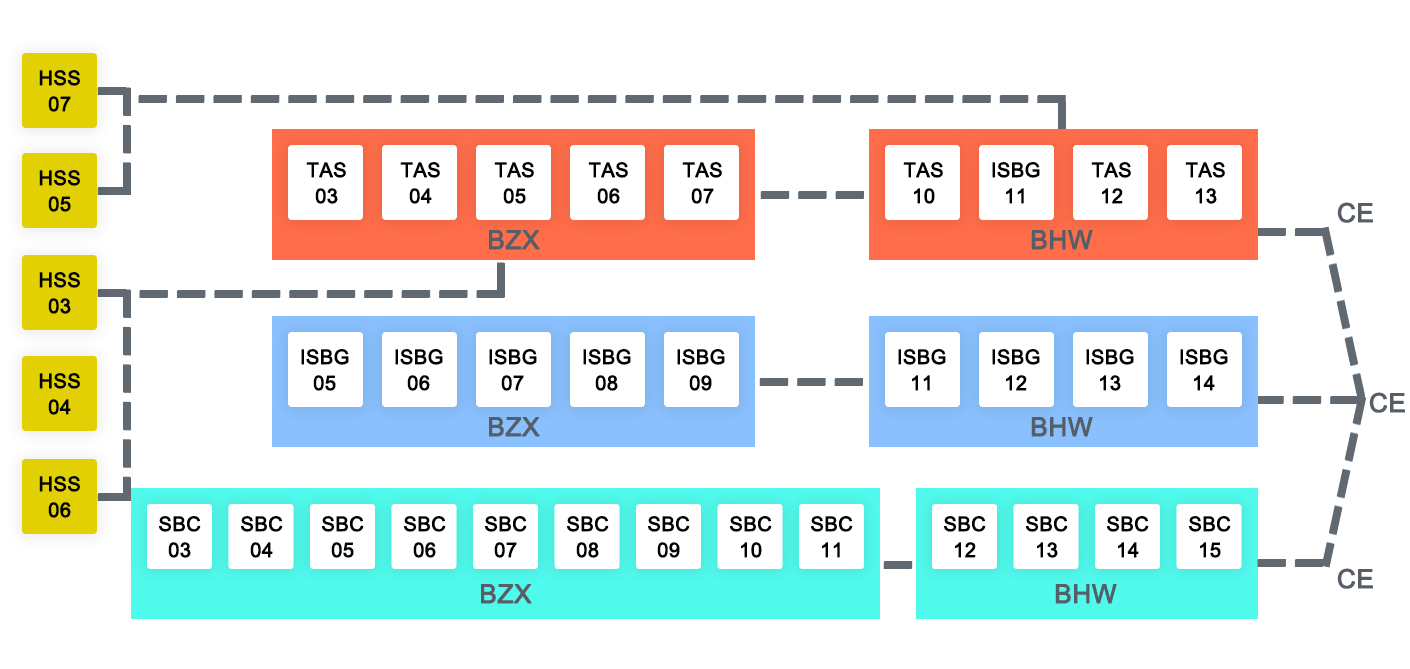 HSS
07
HSS
05
HSS
03
HSS
04
HSS
06
TAS
03
TAS
04
TAS
05
TAS
06
TAS
07
BZX
TAS
10
ISBG
11
TAS
12
TAS
13
BHW
CE
ISBG
05
ISBG
06
ISBG
07
ISBG
08
ISBG
09
BZX
ISBG
11
ISBG
12
ISBG
13
ISBG
14
BHW
CE
SBC
03
SBC
04
SBC
05
SBC
06
SBC
07
SBC
08
SBC
09
SBC
10
SBC
11
BZX
SBC
12
SBC
13
SBC
14
SBC
15
BHW
CE